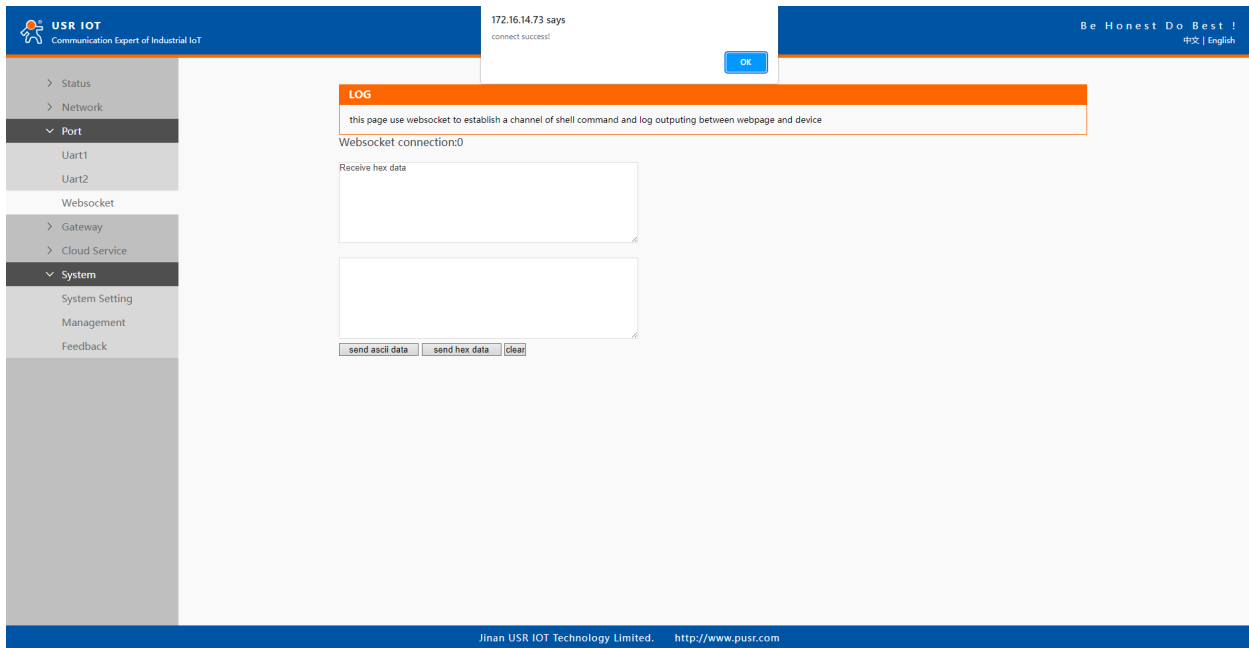 USR IOT
Communication Expert of Industrial IoT
172.16.14.73 says
connect success!
OK
Be Honest Do Best !
中文 | English
Status
Network
Port
Uart1
Uart2
Websocket
Gateway
Cloud Service
System
System Setting
Management
Feedback
LOG
this page use websocket to establish a channel of shell command and log outputing between webpage and device
Websocket connection:0
Receive hex data
send ascii data send hex data clear
Jinan USR IOT Technology Limited. http://www.pusr.com